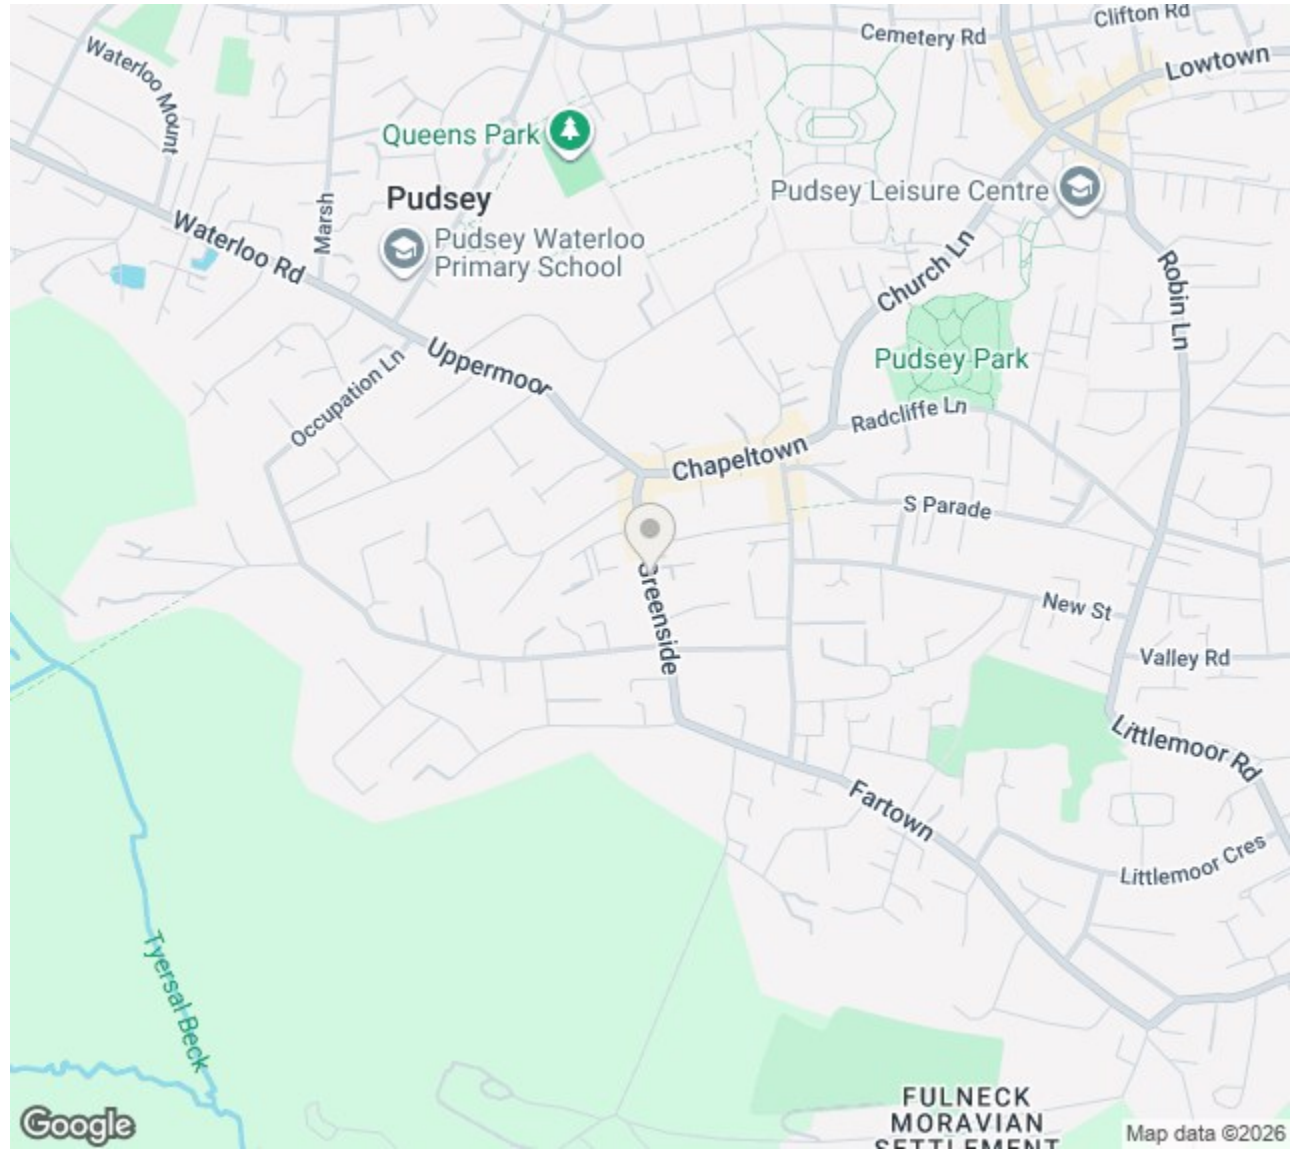 Clifton Rd
Cemetery Rd
Lowtown
Waterloo Mount
Queens Park
Pudsey
Pudsey Leisure Centre
Marsh
Pudsey Waterloo
Primary School
Waterloo Rd
Church Ln
Robin Ln
Uppermoor
Pudsey Park
Occupation Ln
Radcliffe Ln
Chapeltown
S Parade
Greenside
New St
Valley Rd
Littlemoor Rd
Fartown
Littlemoor Cres
Tyersal Beck
FULNECK
MORAVIAN
SETTLEMENT
Google
Map data ©2026